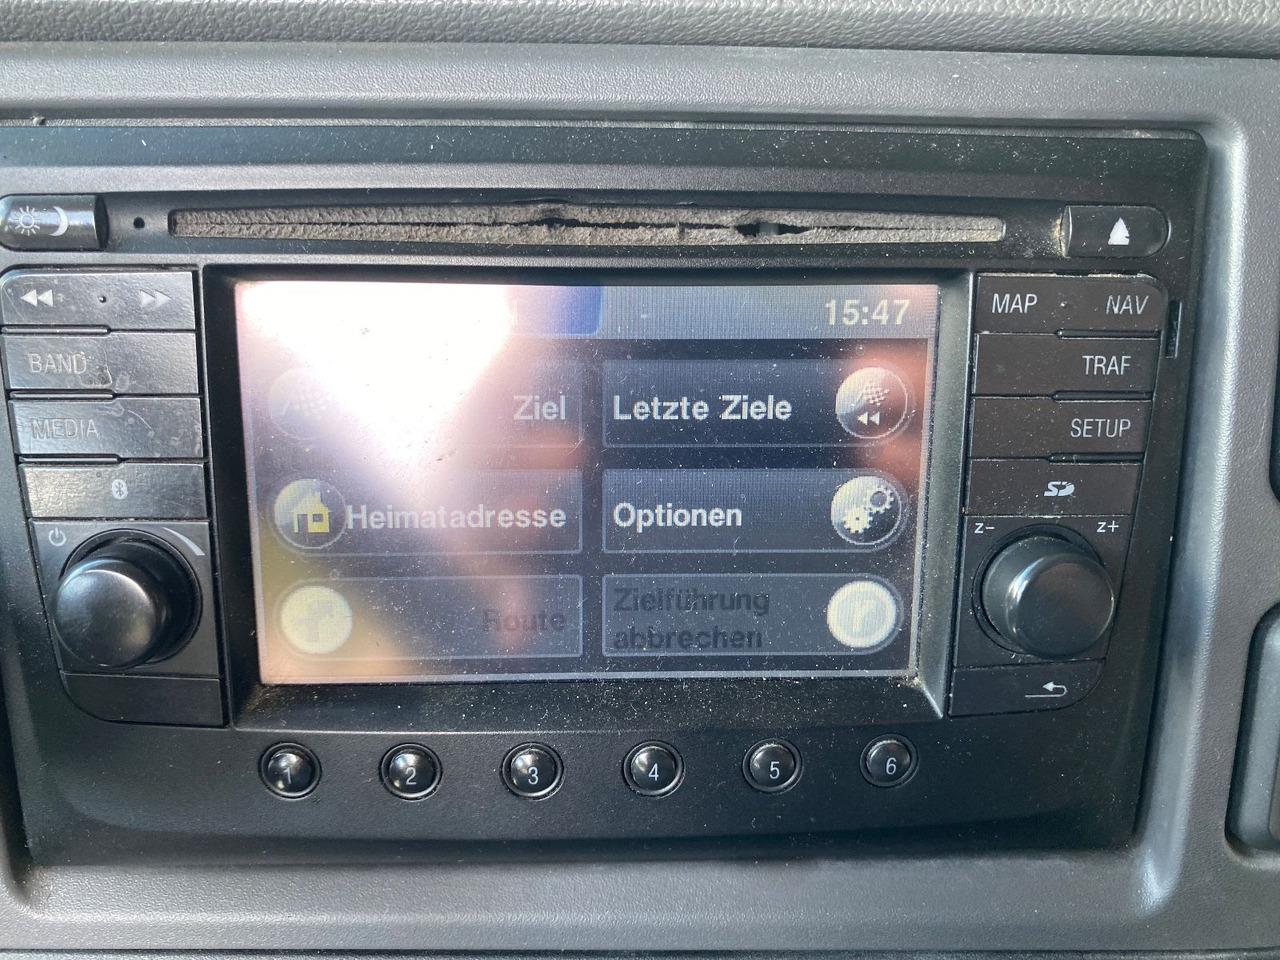 15:47
MAP NAV
BAND
Ziel
Letzte Ziele
TRAF
MEDIA
SETUP
Heimatadresse
Optionen
SD
z- z+
Route
Zielführung
abbrechen
1 2 3 4 5 6